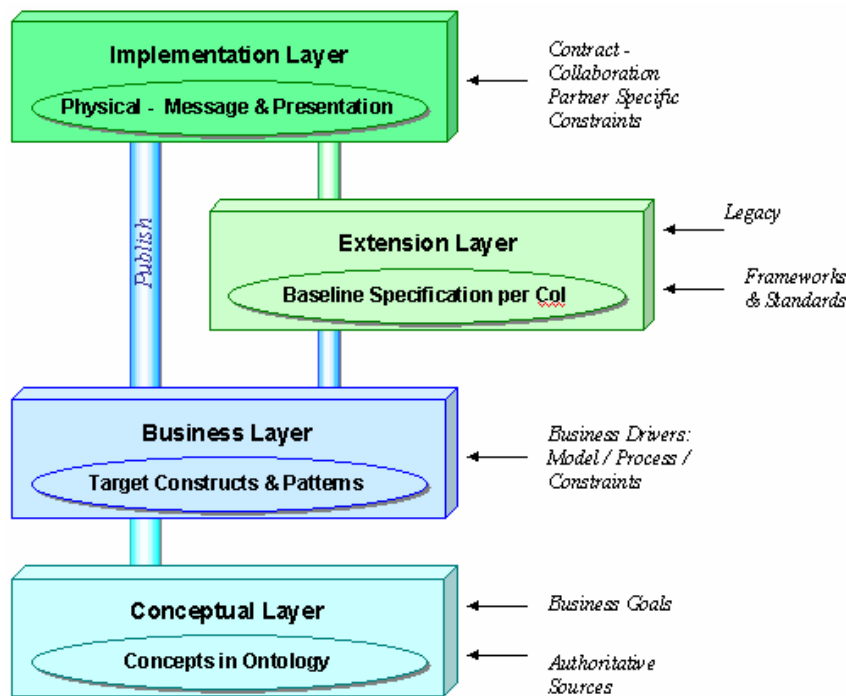 Implementation Layer
Physical - Message & Presentation
Contract -
Collaboration
Partner Specific
Constraints
Publish
Extension Layer
Baseline Specification per CoI
Legacy
Frameworks
& Standards
Business Layer
Target Constructs & Patterns
Business Drivers:
Model / Process /
Constraints
Conceptual Layer
Concepts in Ontology
Business Goals
Authoritative
Sources